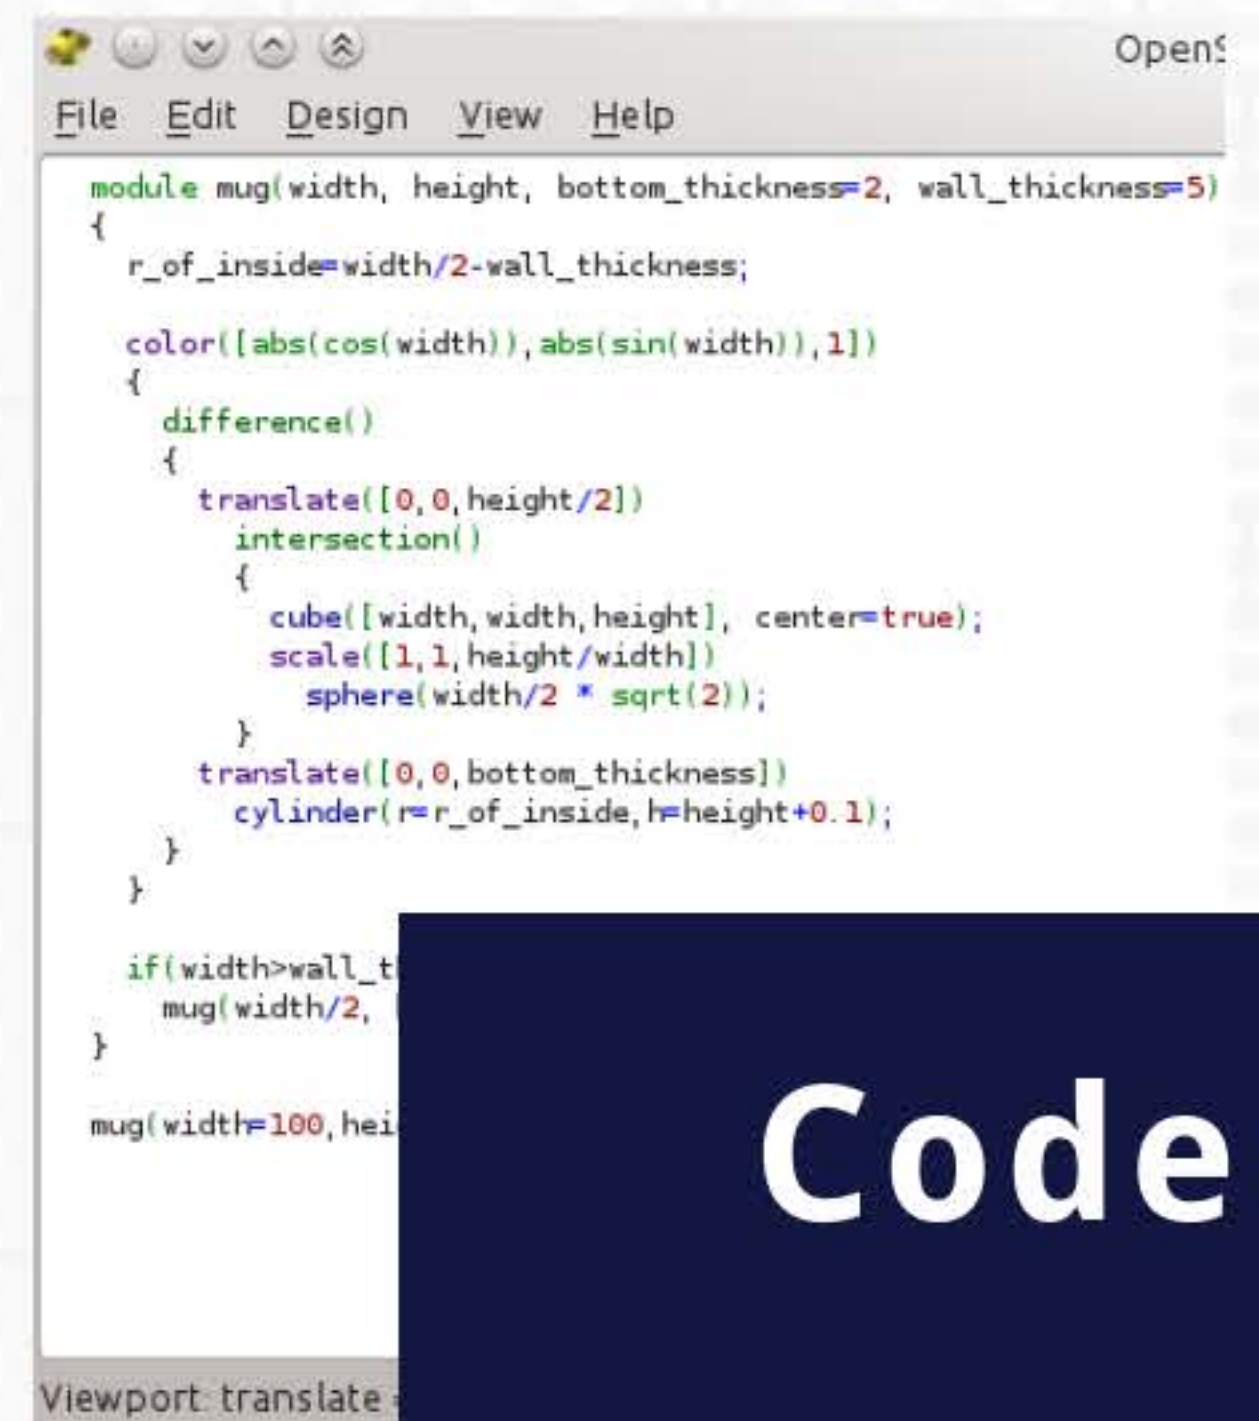 OpenS
File Edit Design View Help
module mug(width, height, bottom_thickness=2, wall_thickness=5)
{
r_of_inside=width/2-wall_thickness;
color([abs(cos(width)),abs(sin(width)),1])
{
difference()
{
translate([0,0,height/2])
intersection()
{
cube([width,width,height], center=true);
scale([1,1,height/width])
sphere(width/2 * sqrt(2));
}
translate([0,0,bottom_thickness])
cylinder(r=r_of_inside,h=height+0.1);
}
}
if(width>wall_t
mug(width/2,
}
mug(width=100,hei
Code
Viewport: translate